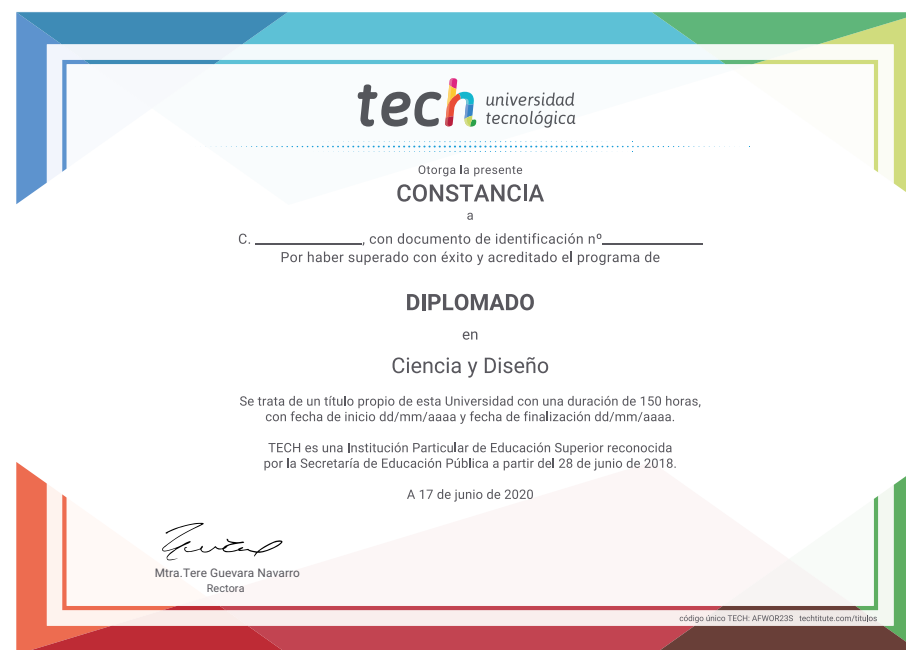 tech universidad
tecnológica
Otorga la presente
CONSTANCIA
a
C. ____________, con documento de identificación nº____________
Por haber superado con éxito y acreditado el programa de
DIPLOMADO
en
Ciencia y Diseño
Se trata de un título propio de esta Universidad con una duración de 150 horas,
con fecha de inicio dd/mm/aaaa y fecha de finalización dd/mm/aaaa.
TECH es una Institución Particular de Educación Superior reconocida
por la Secretaría de Educación Pública a partir del 28 de junio de 2018.
A 17 de junio de 2020
Mtra.Tere Guevara Navarro
Rectora
código único TECH: AFWOR23S techtitute.com/titulos